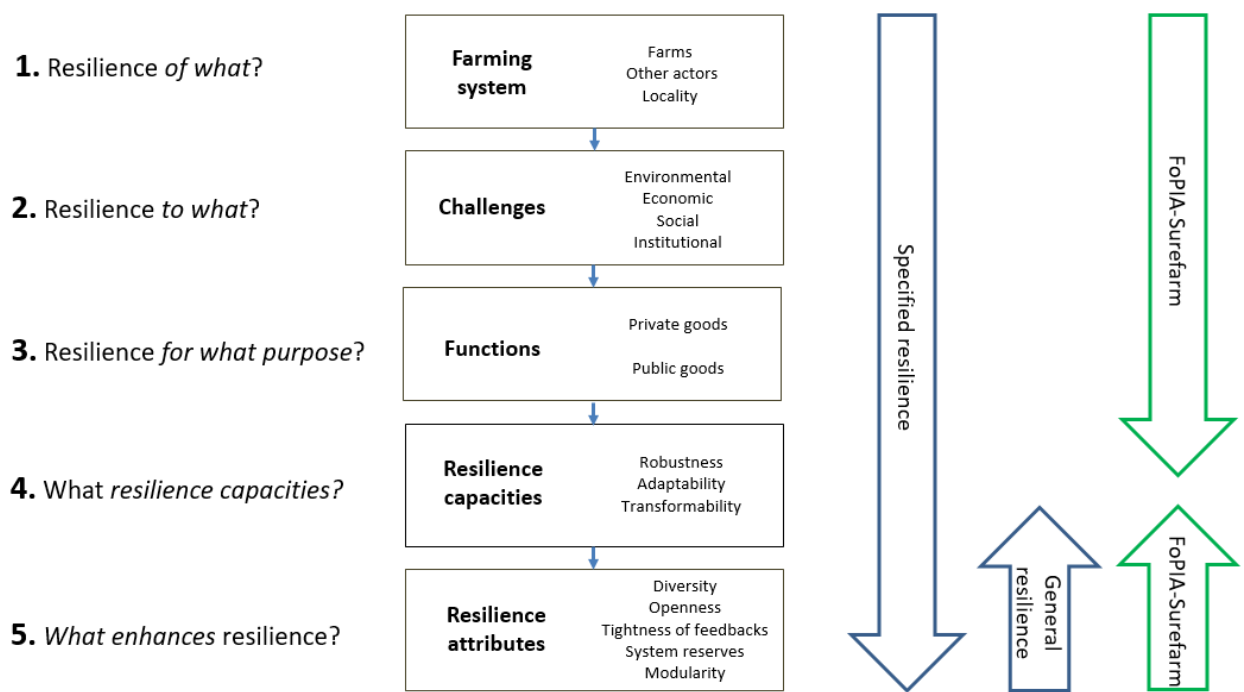 1. Resilience of what?
Farming
system
Farms
Other actors
Locality
2. Resilience to what?
Challenges
Environmental
Economic
Social
Institutional
3. Resilience for what purpose?
Functions
Private goods
Public goods
4. What resilience capacities?
Resilience
capacities
Robustness
Adaptability
Transformability
5. What enhances resilience?
Resilience
attributes
Diversity
Openness
Tightness of feedbacks
System reserves
Modularity
Specified resilience
General
resilience
FoPIA-Surefarm
FoPIA-Surefarm